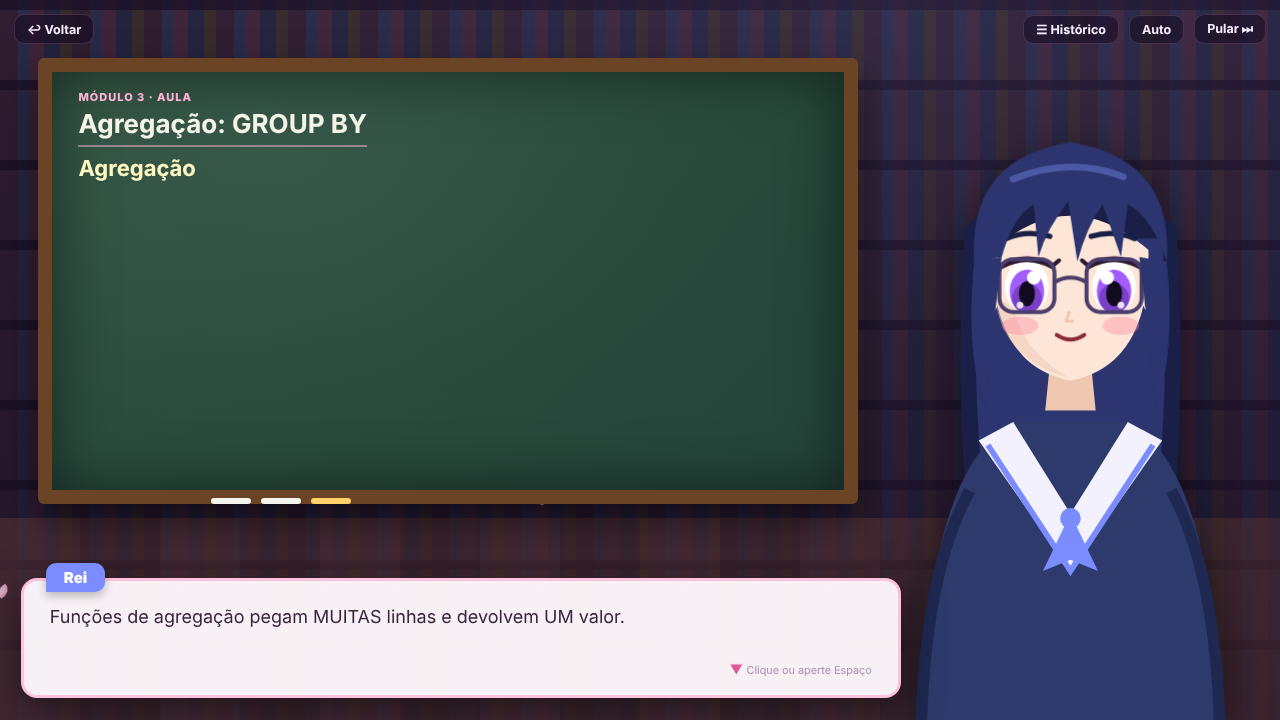 ↩ Voltar
☰ Histórico
Auto
Pular ⏭
MÓDULO 3 · AULA
Agregação: GROUP BY
Agregação
Rei
Funções de agregação pegam MUITAS linhas e devolvem UM valor.
▼ Clique ou aperte Espaço